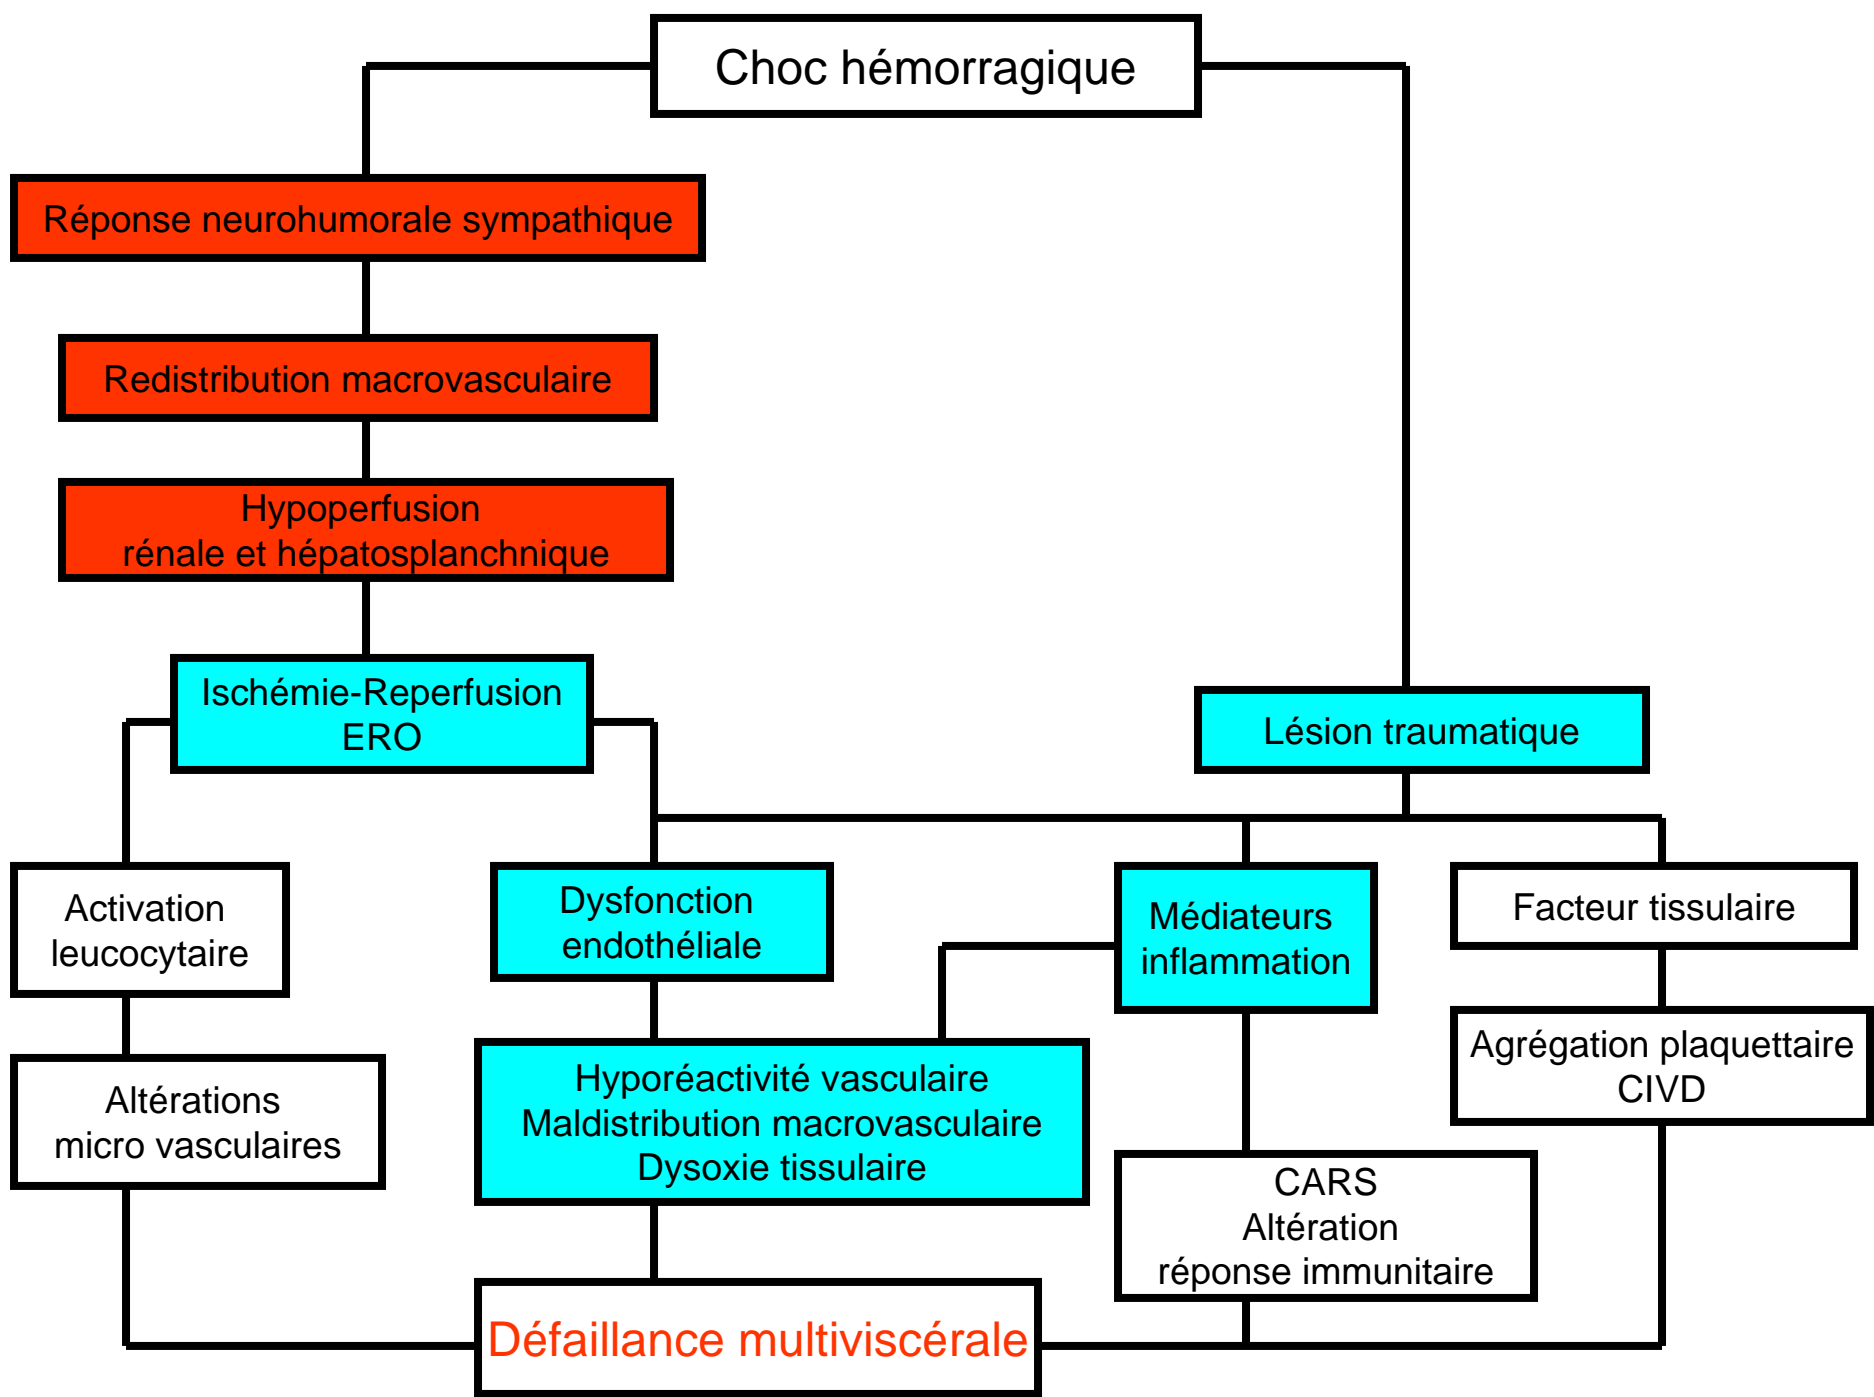 Choc hémorragique
Réponse neurohumorale sympathique
Redistribution macrovasculaire
Hypoperfusion
rénale et hépatosplanchnique
Ischémie-Reperfusion
ERO
Lésion traumatique
Activation
leucocytaire
Dysfonction
endothéliale
Médiateurs
inflammation
Facteur tissulaire
Altérations
micro vasculaires
Hyporéactivité vasculaire
Maldistribution macrovasculaire
Dysoxie tissulaire
Agrégation plaquettaire
CIVD
CARS
Altération
réponse immunitaire
Défaillance multiviscérale